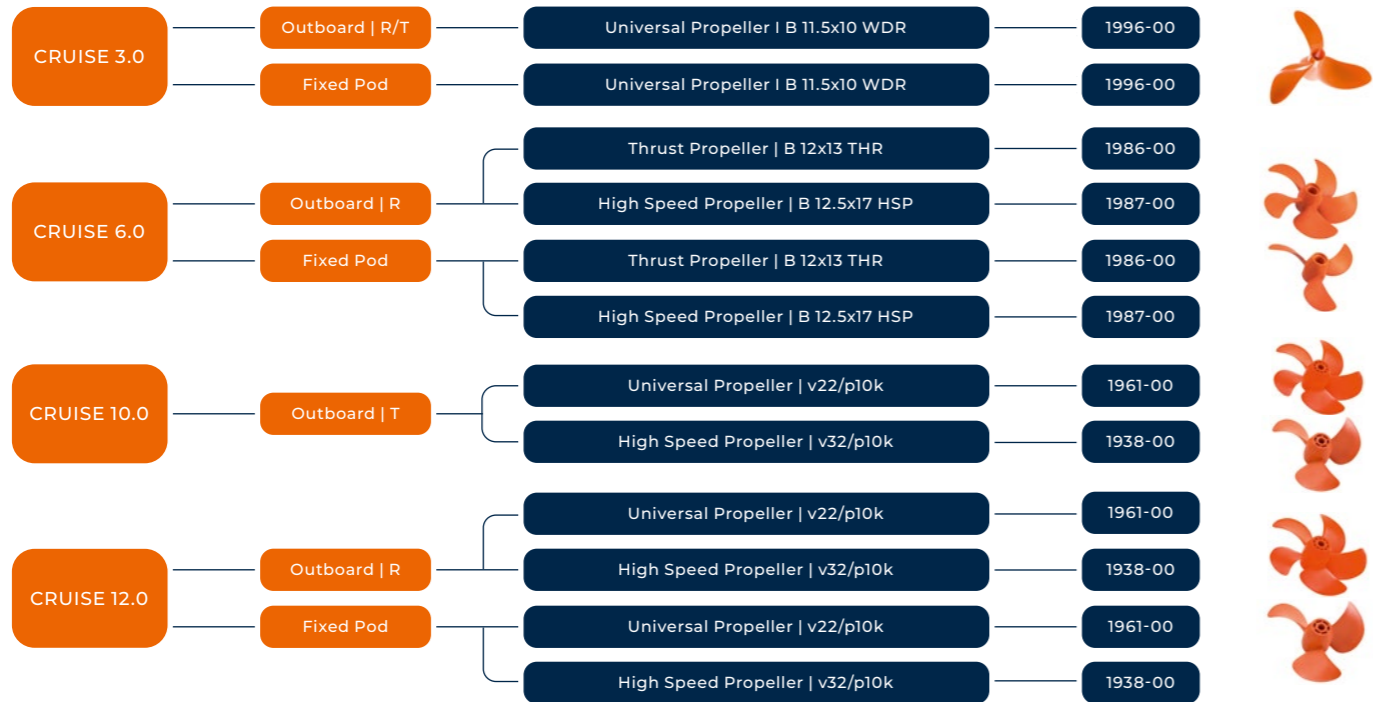 CRUISE 3.0
Outboard | R/T
Universal Propeller I B 11.5x10 WDR
1996-00
Fixed Pod
Universal Propeller I B 11.5x10 WDR
1996-00
CRUISE 6.0
Outboard | R
Thrust Propeller | B 12x13 THR
1986-00
High Speed Propeller | B 12.5x17 HSP
1987-00
Fixed Pod
Thrust Propeller | B 12x13 THR
1986-00
High Speed Propeller | B 12.5x17 HSP
1987-00
CRUISE 10.0
Outboard | T
Universal Propeller | v22/p10k
1961-00
High Speed Propeller | v32/p10k
1938-00
CRUISE 12.0
Outboard | R
Universal Propeller | v22/p10k
1961-00
High Speed Propeller | v32/p10k
1938-00
Fixed Pod
Universal Propeller | v22/p10k
1961-00
High Speed Propeller | v32/p10k
1938-00